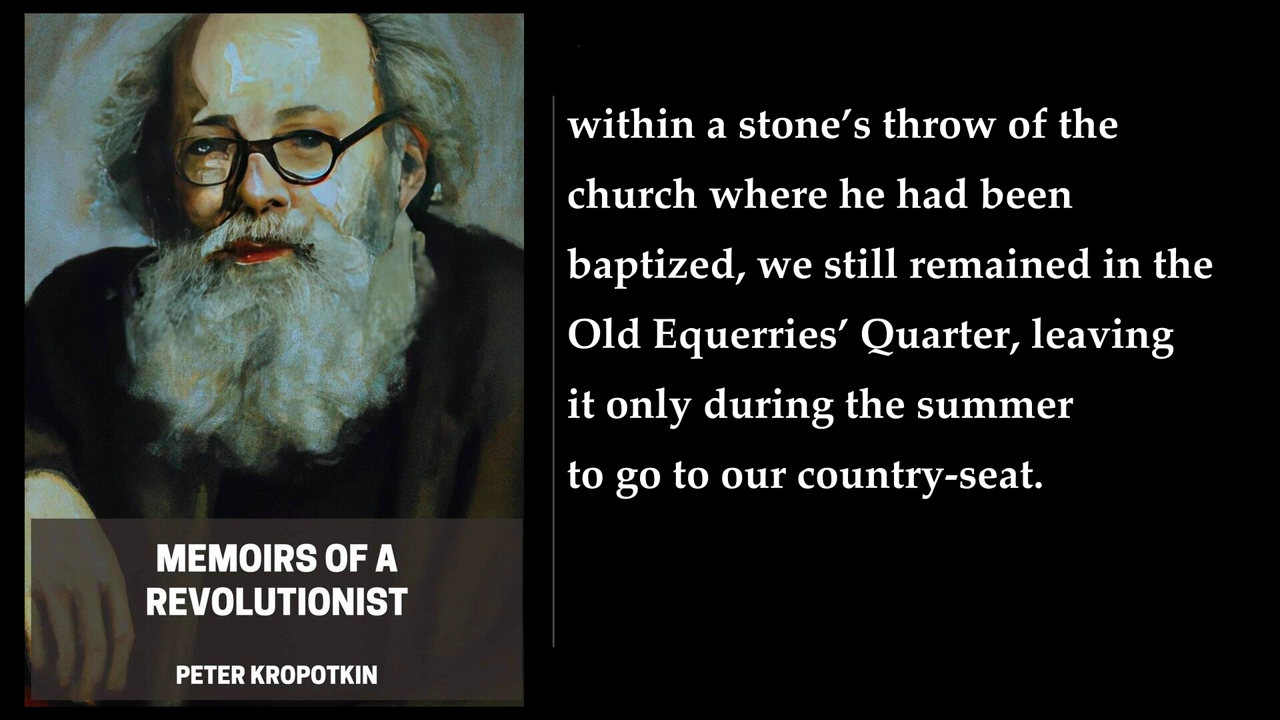 MEMOIRS OF A
REVOLUTIONIST
PETER KROPOTKIN
within a stone’s throw of the
church where he had been
baptized, we still remained in the
Old Equerries’ Quarter, leaving
it only during the summer
to go to our country-seat.